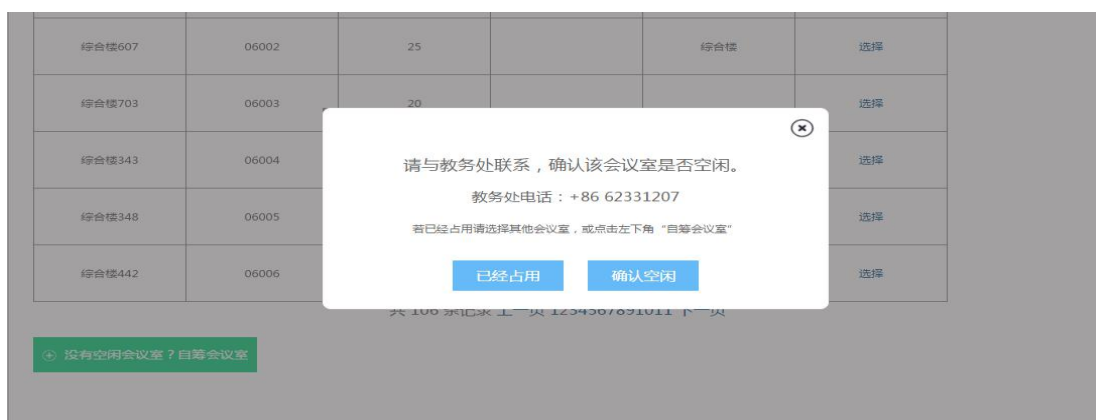 综合楼607 06002 25 综合楼 选择
综合楼703 06003 20 选择
综合楼343 06004 选择
综合楼348 06005 选择
综合楼442 06006 选择
请与教务处联系，确认该会议室是否空闲。
教务处电话：+86 62331207
若已经占用请选择其他会议室，或点击左下角“自筹会议室”
已经占用 确认空闲
共 106 条记录 上一页 1234567891011 下一页
没有空闲会议室？自筹会议室